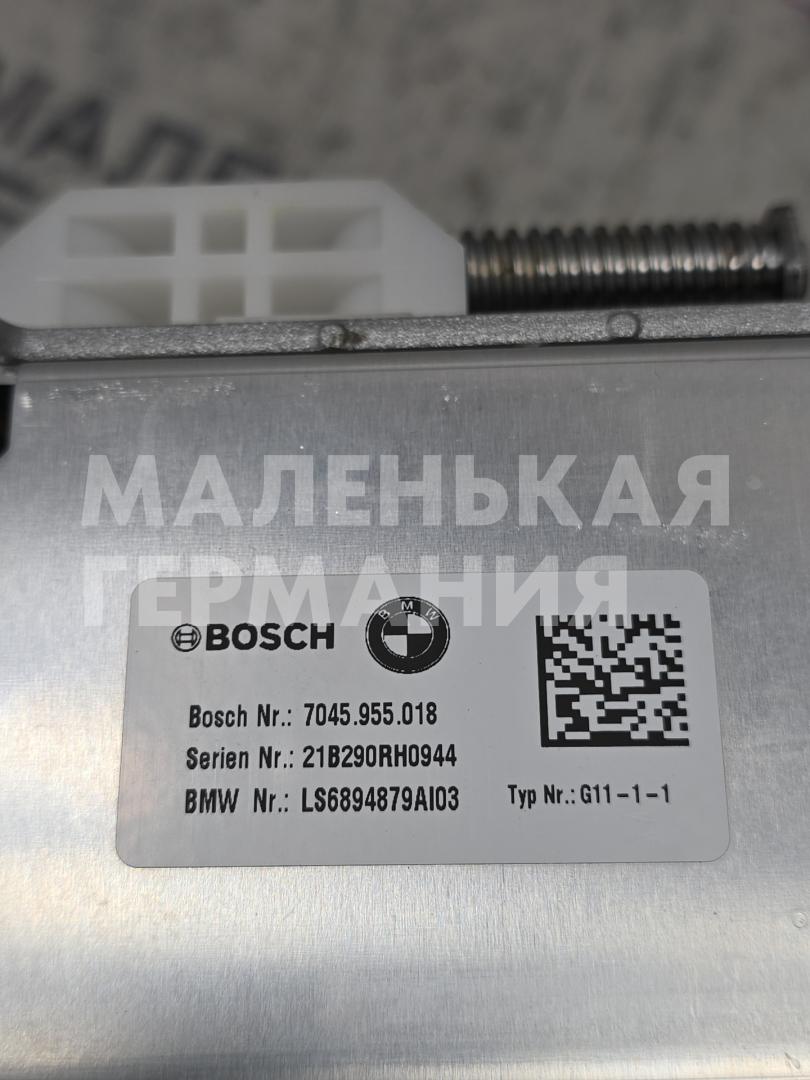 МАЛЕ
МАЛЕНЬКАЯ
ГЕРМАНИЯ
BOSCH
BMW
Bosch Nr.: 7045.955.018
Serien Nr.: 21B290RH0944
BMW Nr.: LS6894879AI03
Typ Nr.: G11-1-1